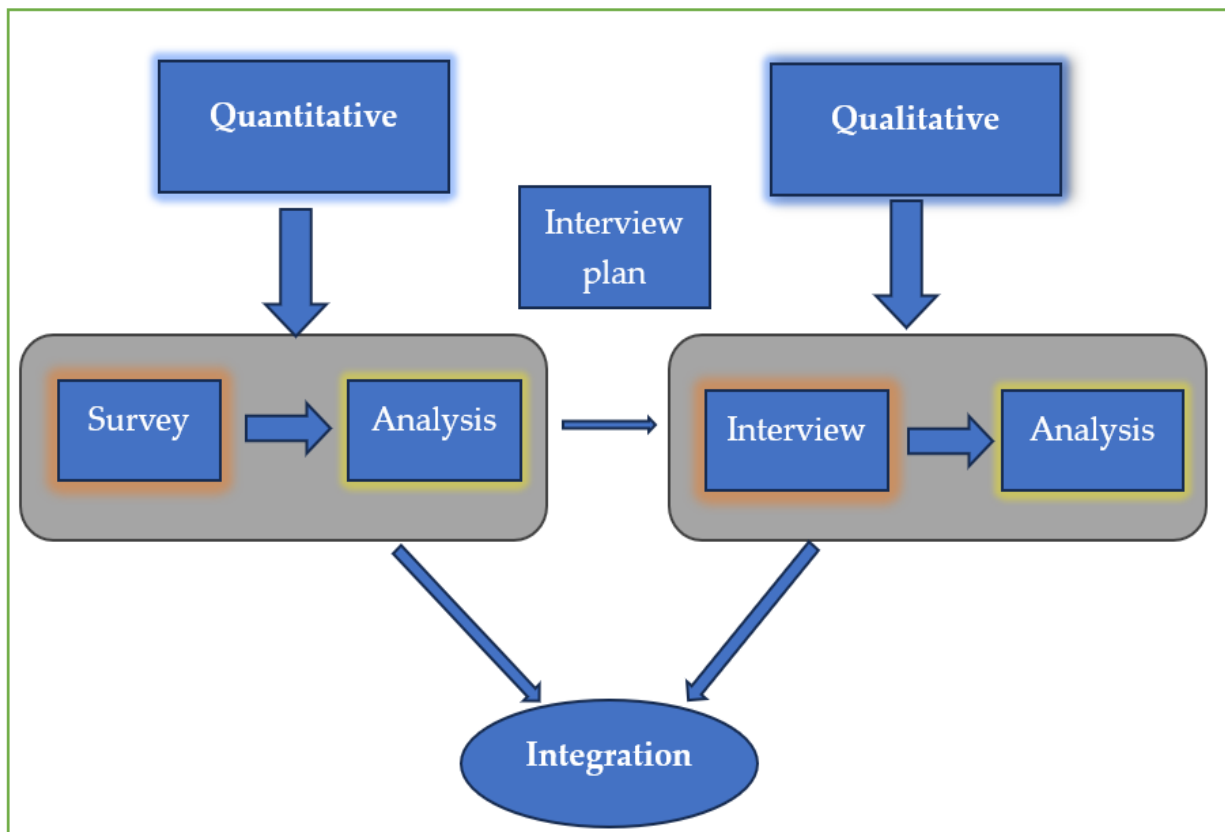 Quantitative
Qualitative
Interview
plan
Survey
Analysis
Interview
Analysis
Integration